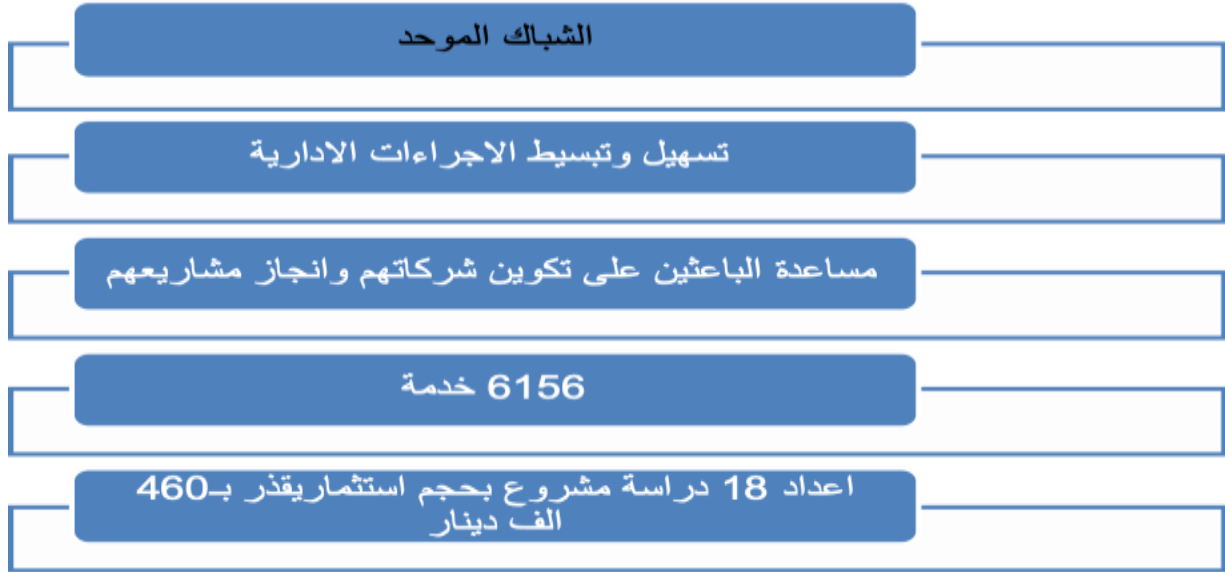 الشباك الموحد
تسهيل وتبسيط الاجراءات الادارية
مساعدة الباعثين على تكوين شركاتهم وانجاز مشاريعهم
6156 خدمة
اعداد 18 دراسة مشروع بحجم استثماريقذر بـ460
الف دينار